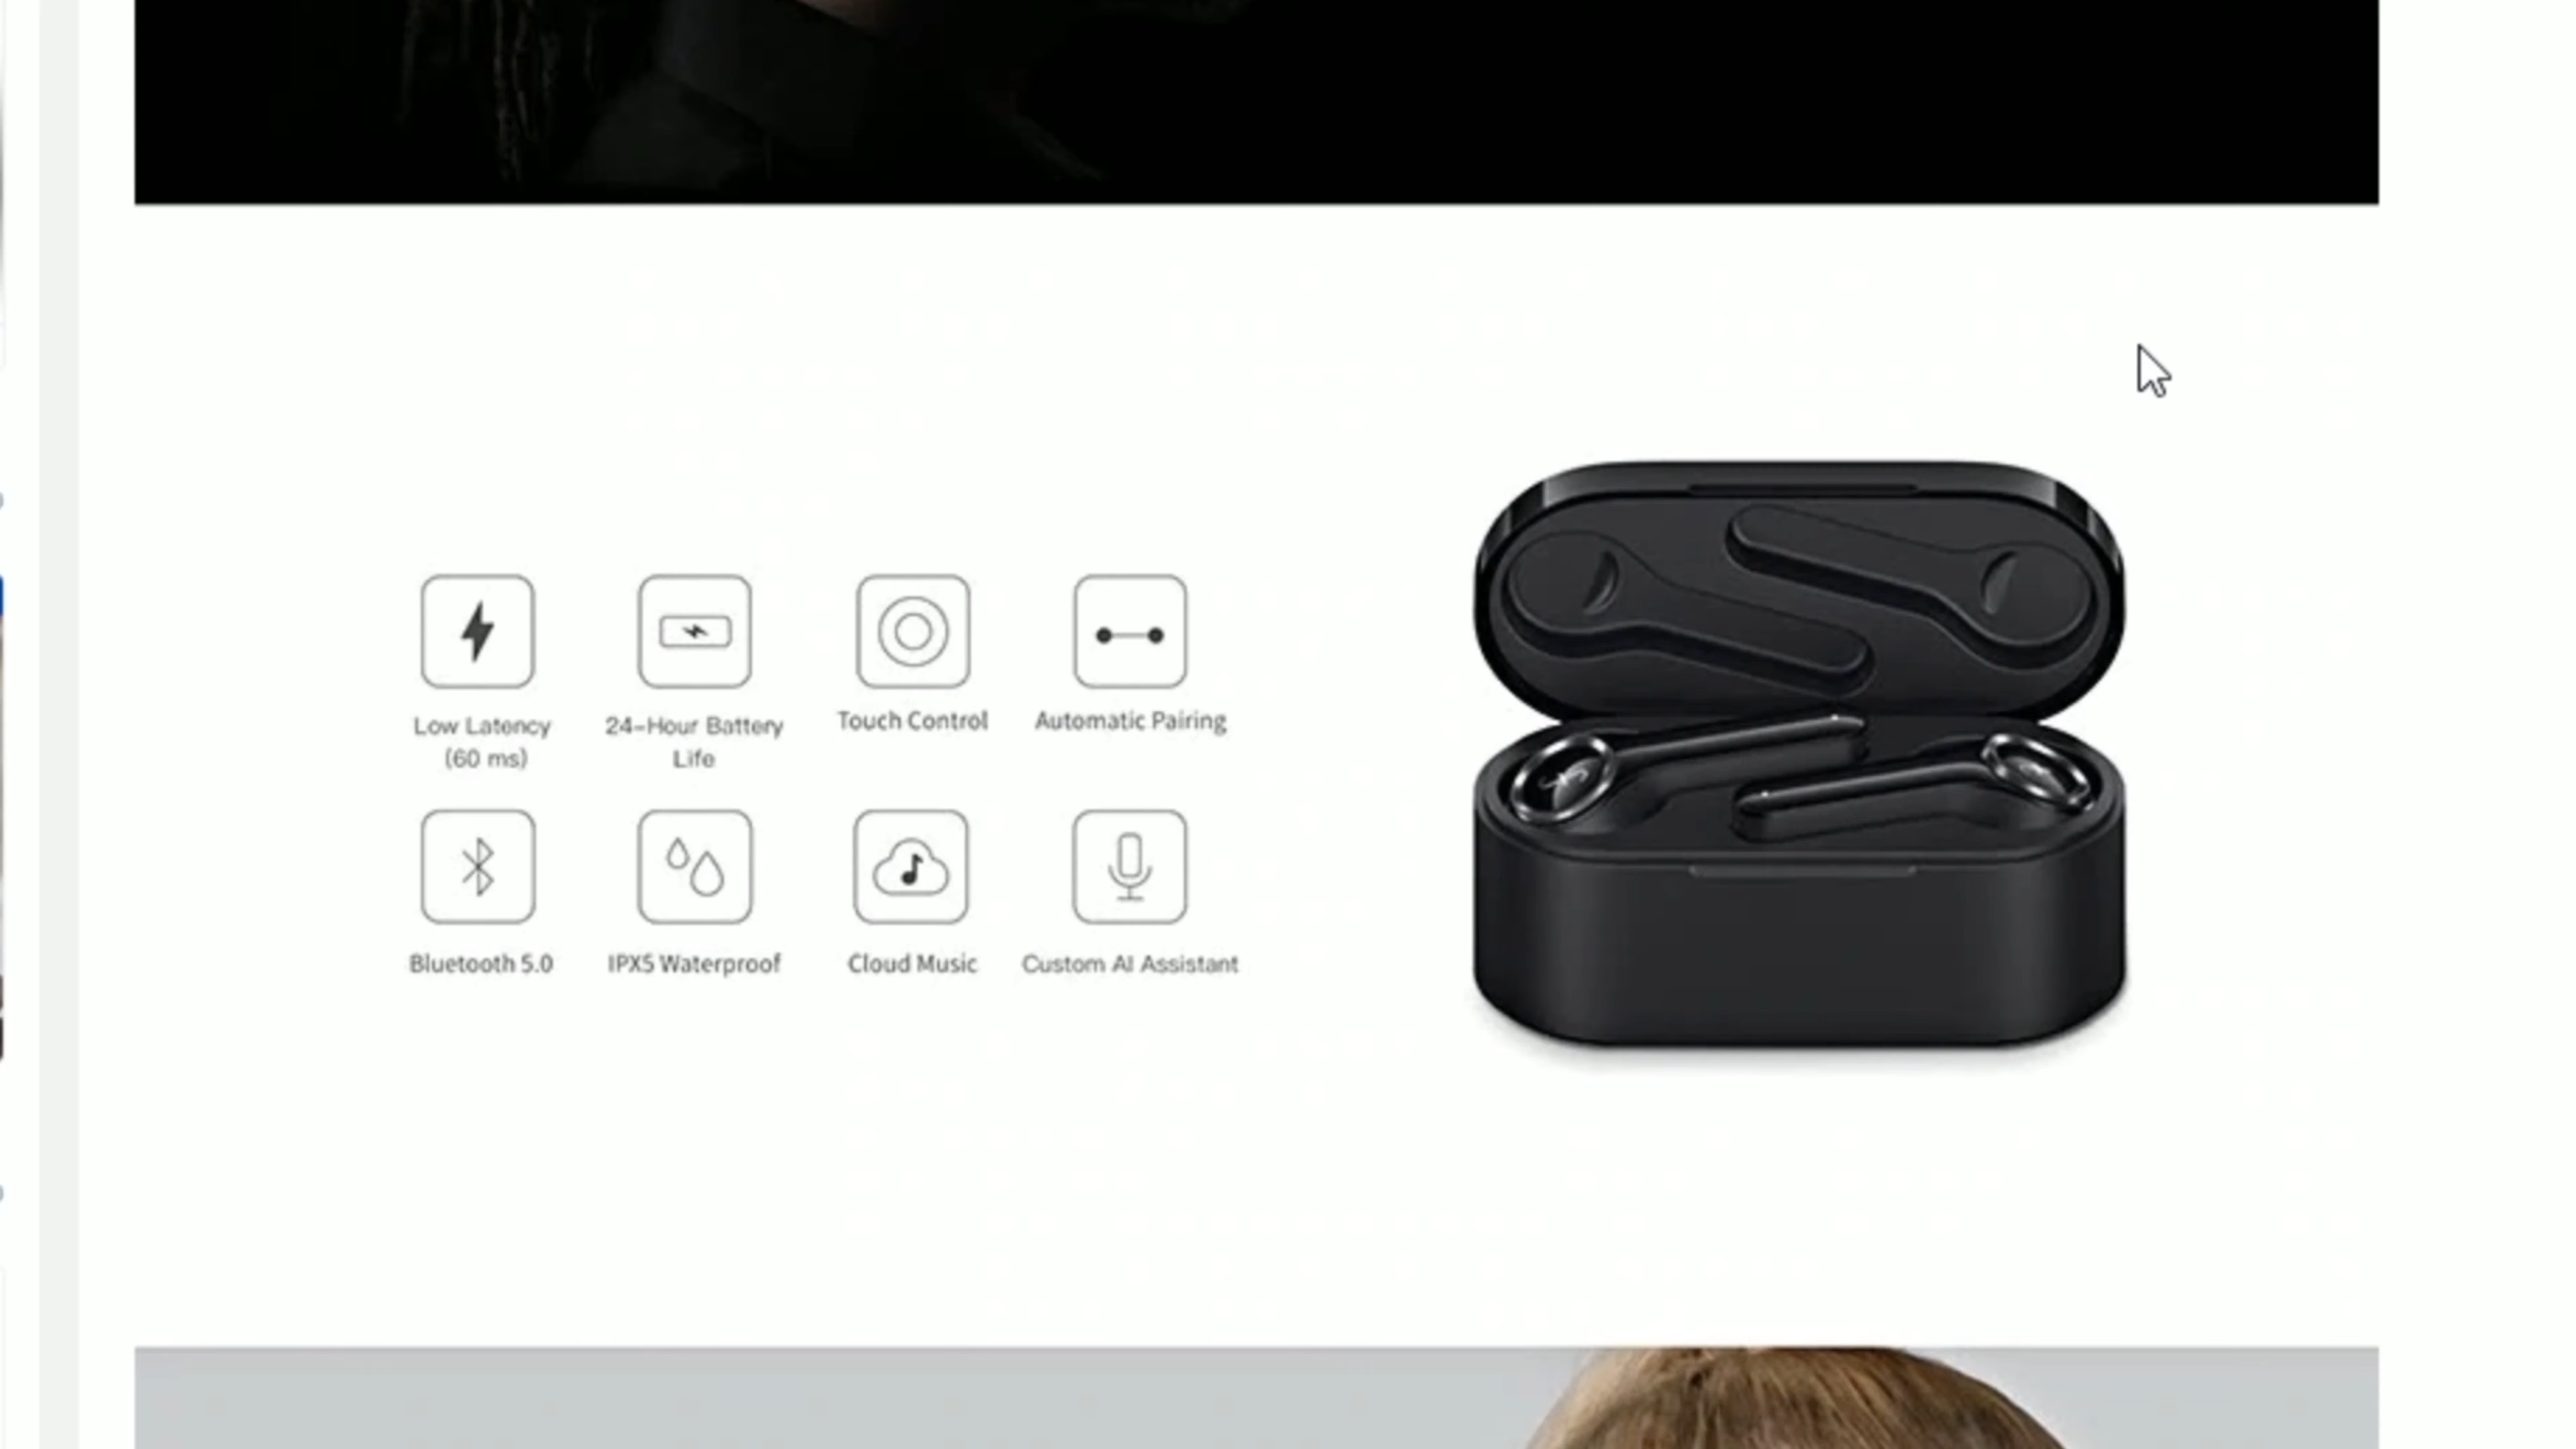 Low Latency
(60 ms)
24-Hour Battery
Life
Touch Control
Automatic Pairing
Bluetooth 5.0
IPX5 Waterproof
Cloud Music
Custom AI Assistant